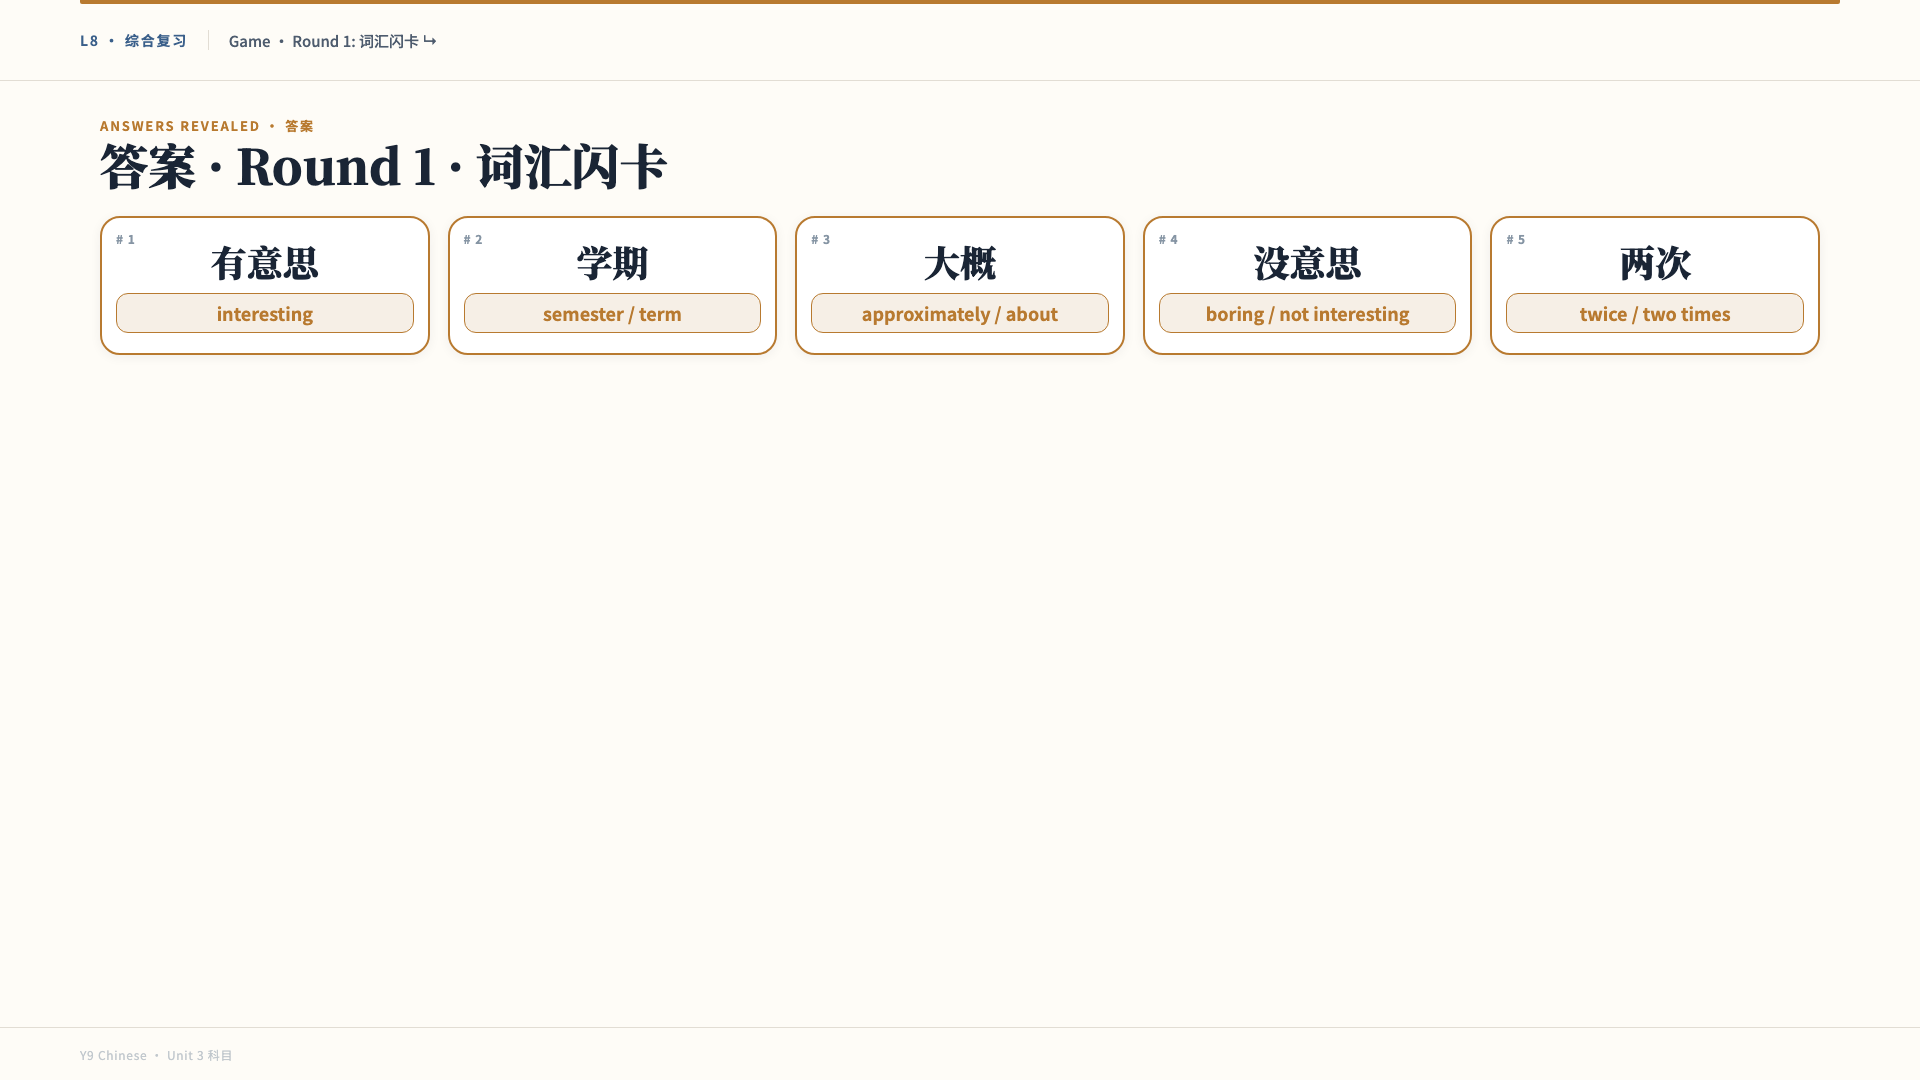 L8 • 综合复习
Game • Round 1: 词汇闪卡 ↪
ANSWERS REVEALED • 答案
答案 · Round 1 · 词汇闪卡
# 1
有意思
interesting
# 2
学期
semester / term
# 3
大概
approximately / about
# 4
没意思
boring / not interesting
# 5
两次
twice / two times
Y9 Chinese • Unit 3 科目